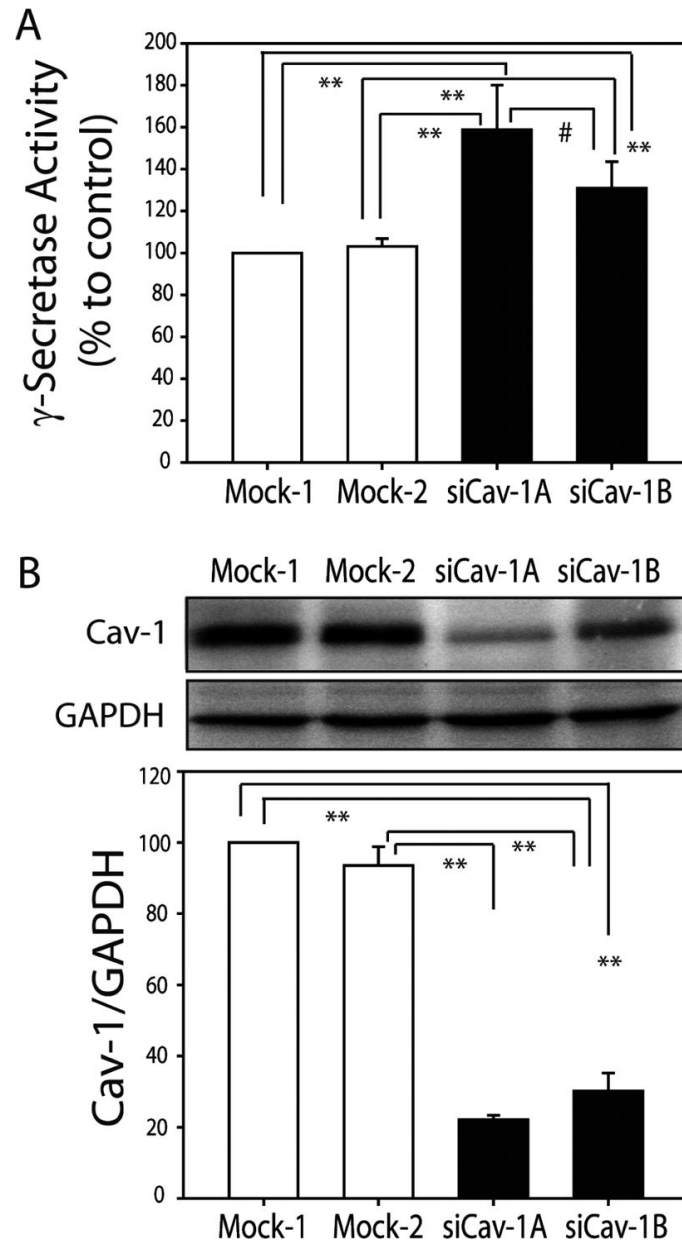 A
γ-Secretase Activity
(% to control)
200
180
160
140
120
100
80
60
40
20
0
**
**
**
#
**
Mock-1 Mock-2 siCav-1A siCav-1B
B
Mock-1 Mock-2 siCav-1A siCav-1B
Cav-1
GAPDH
Cav-1/GAPDH
120
100
80
60
40
20
0
**
**
**
**
Mock-1 Mock-2 siCav-1A siCav-1B